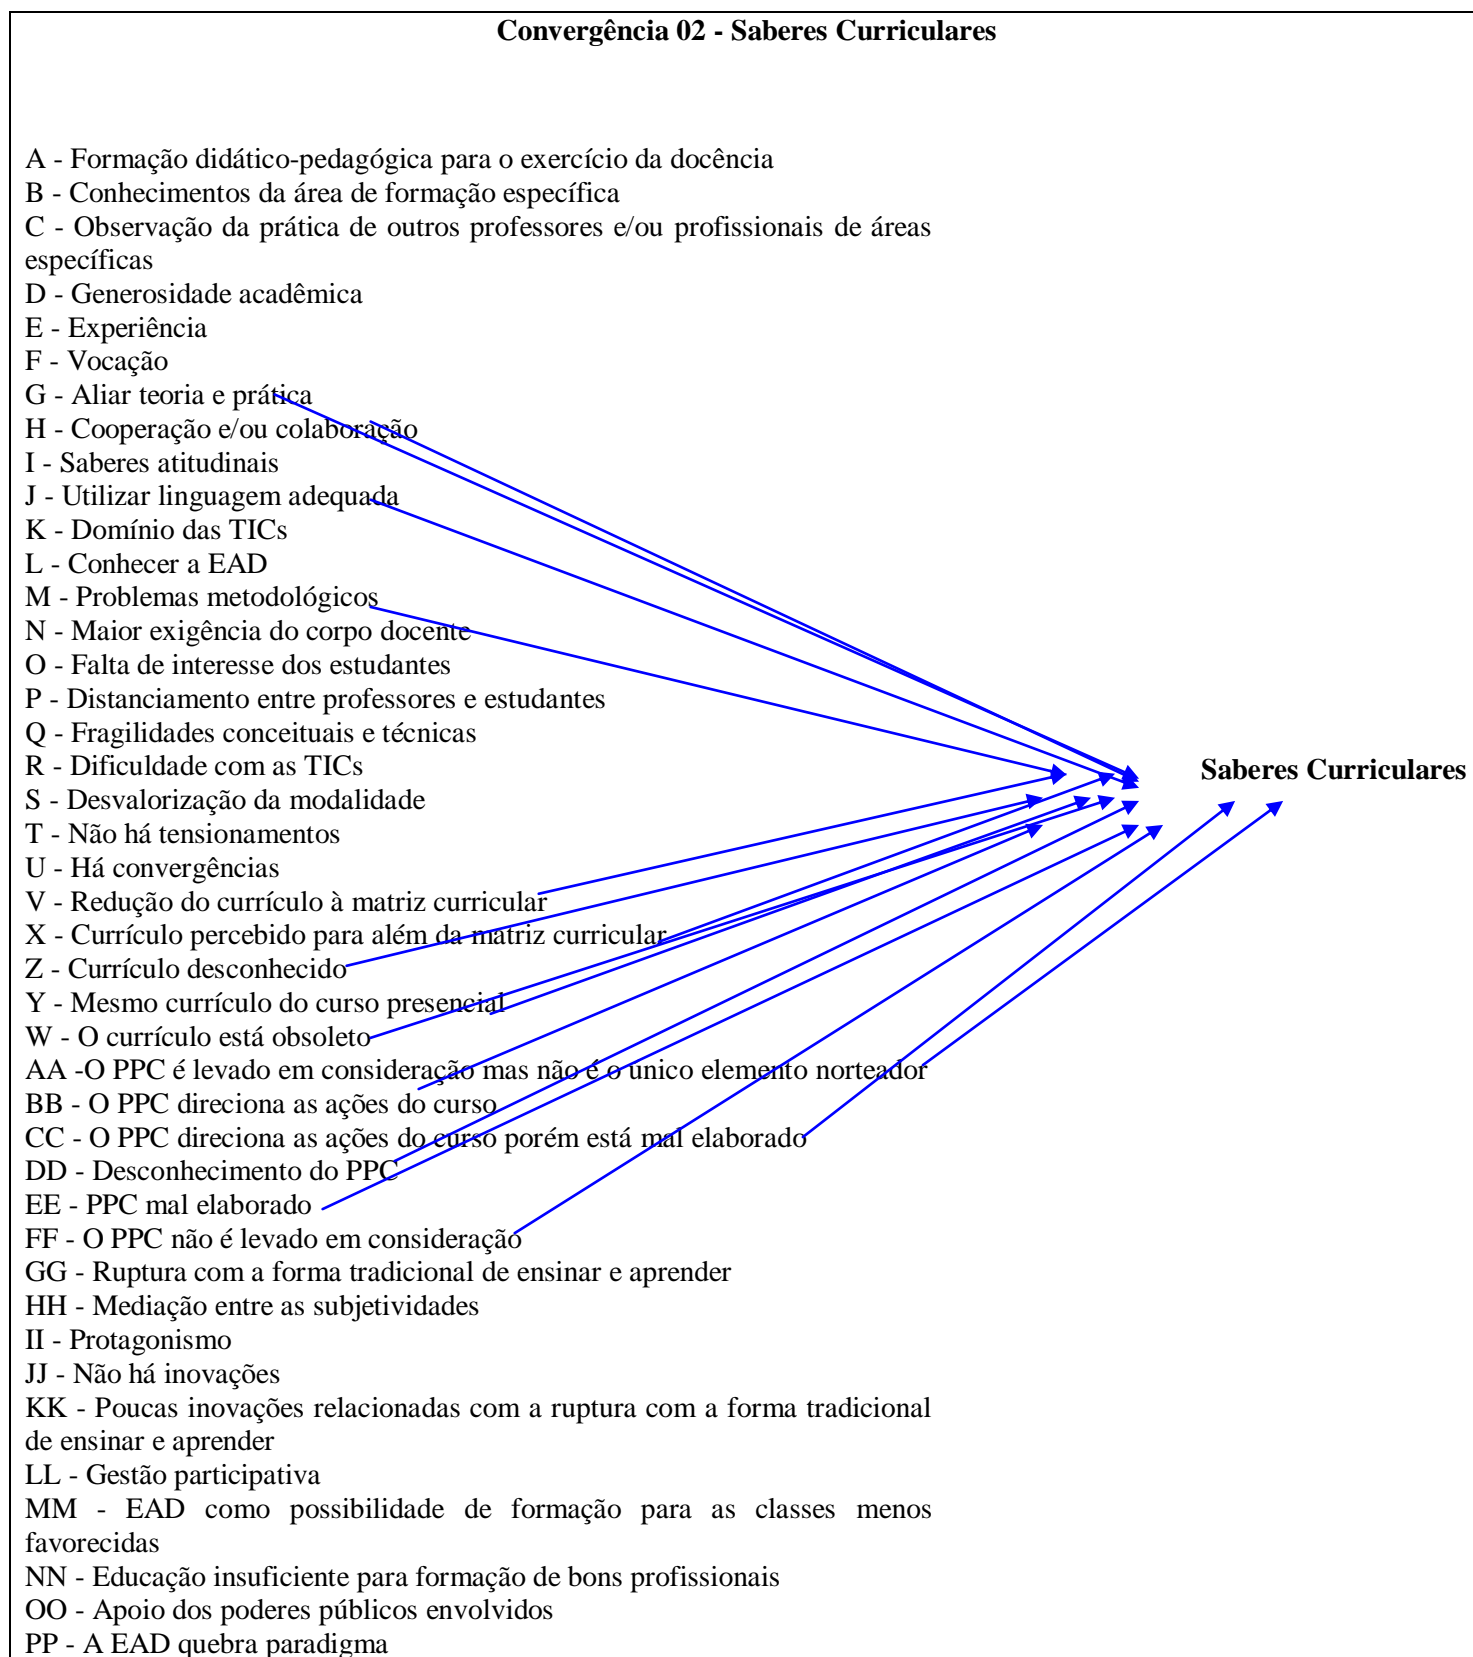 Convergência 02 - Saberes Curriculares
A - Formação didático-pedagógica para o exercício da docência
B - Conhecimentos da área de formação específica
C - Observação da prática de outros professores e/ou profissionais de áreas
específicas
D - Generosidade acadêmica
E - Experiência
F - Vocação
G - Aliar teoria e prática
H - Cooperação e/ou colaboração
I - Saberes atitudinais
J - Utilizar linguagem adequada
K - Domínio das TICs
L - Conhecer a EAD
M - Problemas metodológicos
N - Maior exigência do corpo docente
O - Falta de interesse dos estudantes
P - Distanciamento entre professores e estudantes
Q - Fragilidades conceituais e técnicas
R - Dificuldade com as TICs
Saberes Curriculares
S - Desvalorização da modalidade
T - Não há tensionamentos
U - Há convergências
V - Redução do currículo à matriz curricular
X - Currículo percebido para além da matriz curricular
Z - Currículo desconhecido
Y - Mesmo currículo do curso presencial
W - O currículo está obsoleto
AA -O PPC é levado em consideração mas não é o único elemento norteador
BB - O PPC direciona as ações do curso
CC - O PPC direciona as ações do curso porém está mal elaborado
DD - Desconhecimento do PPC
EE - PPC mal elaborado
FF - O PPC não é levado em consideração
GG - Ruptura com a forma tradicional de ensinar e aprender
HH - Mediação entre as subjetividades
II - Protagonismo
JJ - Não há inovações
KK - Poucas inovações relacionadas com a ruptura com a forma tradicional
de ensinar e aprender
LL - Gestão participativa
MM - EAD como possibilidade de formação para as classes menos
favorecidas
NN - Educação insuficiente para formação de bons profissionais
OO - Apoio dos poderes públicos envolvidos
PP - A EAD quebra paradigma